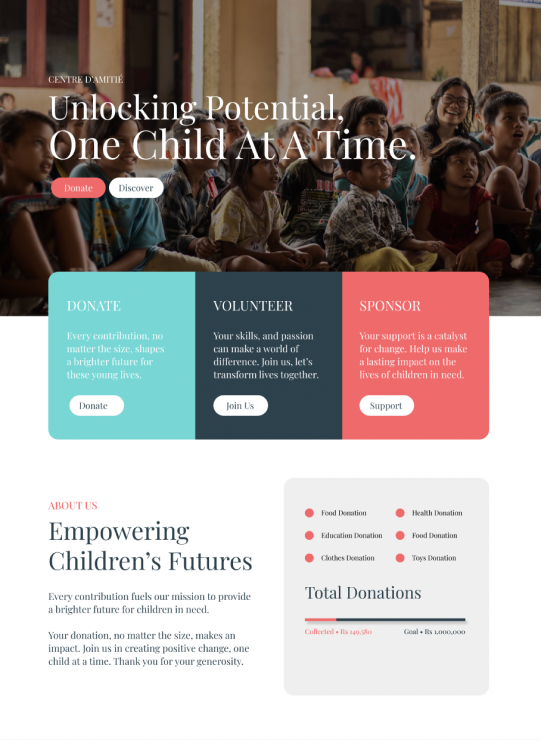 CENTRE D'AMITIÉ
Unlocking Potential,
One Child At A Time.
Donate
Discover
DONATE
Every contribution, no
matter the size, shapes
a brighter future for
these young lives.
Donate
VOLUNTEER
Your skills, and passion
can make a world of
difference. Join us, let's
transform lives together.
Join Us
SPONSOR
Your support is a catalyst
for change. Help us make
a lasting impact on the
lives of children in need.
Support
ABOUT US
Empowering
Children's Futures
Every contribution fuels our mission to provide
a brighter future for children in need.
Your donation, no matter the size, makes an
impact. Join us in creating positive change, one
child at a time. Thank you for your generosity.
Food Donation
Health Donation
Education Donation
Food Donation
Clothes Donation
Toys Donation
Total Donations
Collected • Rs 140,580
Goal • Rs 1,000,000